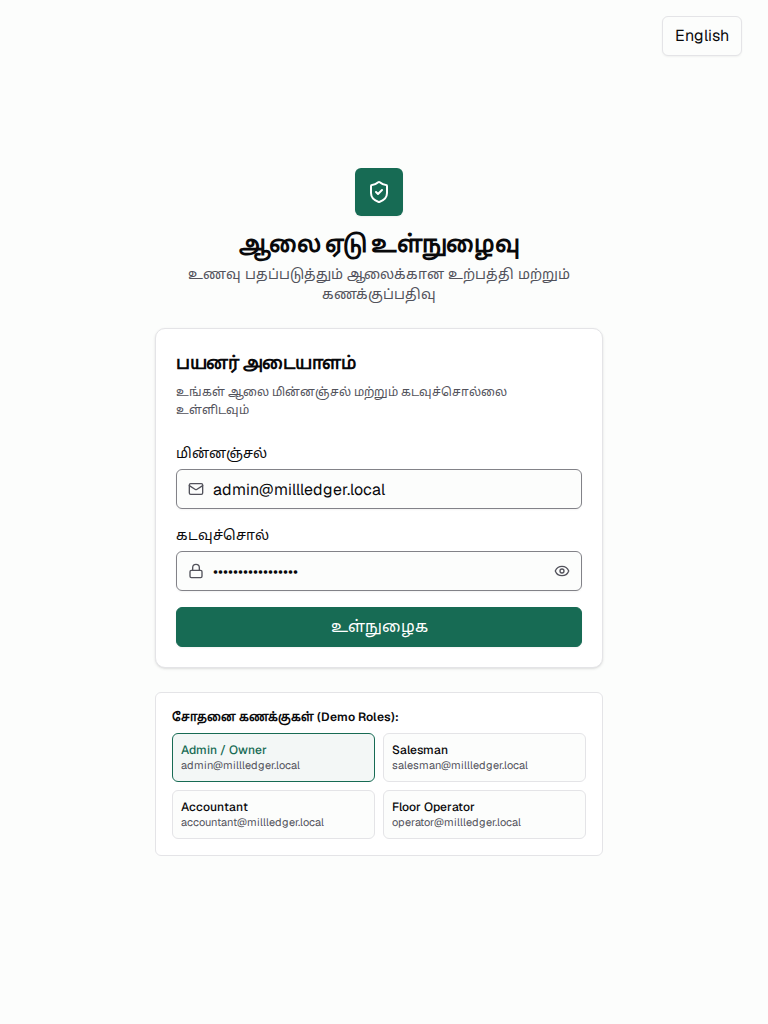 English
ஆலை ஏடு உள்நுழைவு
உணவு பதப்படுத்தும் ஆலைக்கான உற்பத்தி மற்றும்
கணக்குப்பதிவு
பயனர் அடையாளம்
உங்கள் ஆலை மின்னஞ்சல் மற்றும் கடவுச்சொல்லை
உள்ளிடவும்
மின்னஞ்சல்
admin@millledger.local
கடவுச்சொல்
•••••••••••••••••
உள்நுழைக
சோதனை கணக்குகள் (Demo Roles):
Admin / Owner
admin@millledger.local
Salesman
salesman@millledger.local
Accountant
accountant@millledger.local
Floor Operator
operator@millledger.local